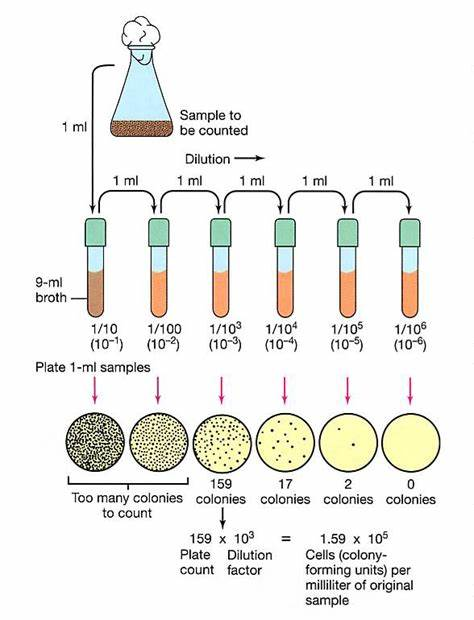 Sample to
be counted
1 ml
Dilution
1 ml 1 ml 1 ml 1 ml 1 ml
9-ml
broth
1/10 1/100 1/10³ 1/10⁴ 1/10⁵ 1/10⁶
(10⁻¹) (10⁻²) (10⁻³) (10⁻⁴) (10⁻⁵) (10⁻⁶)
Plate 1-ml samples
Too many colonies
to count
159 17 2 0
colonies colonies colonies colonies
159 x 10³ = 1.59 x 10⁵
Plate Dilution Cells (colony-
count factor forming units) per
milliliter of original
sample